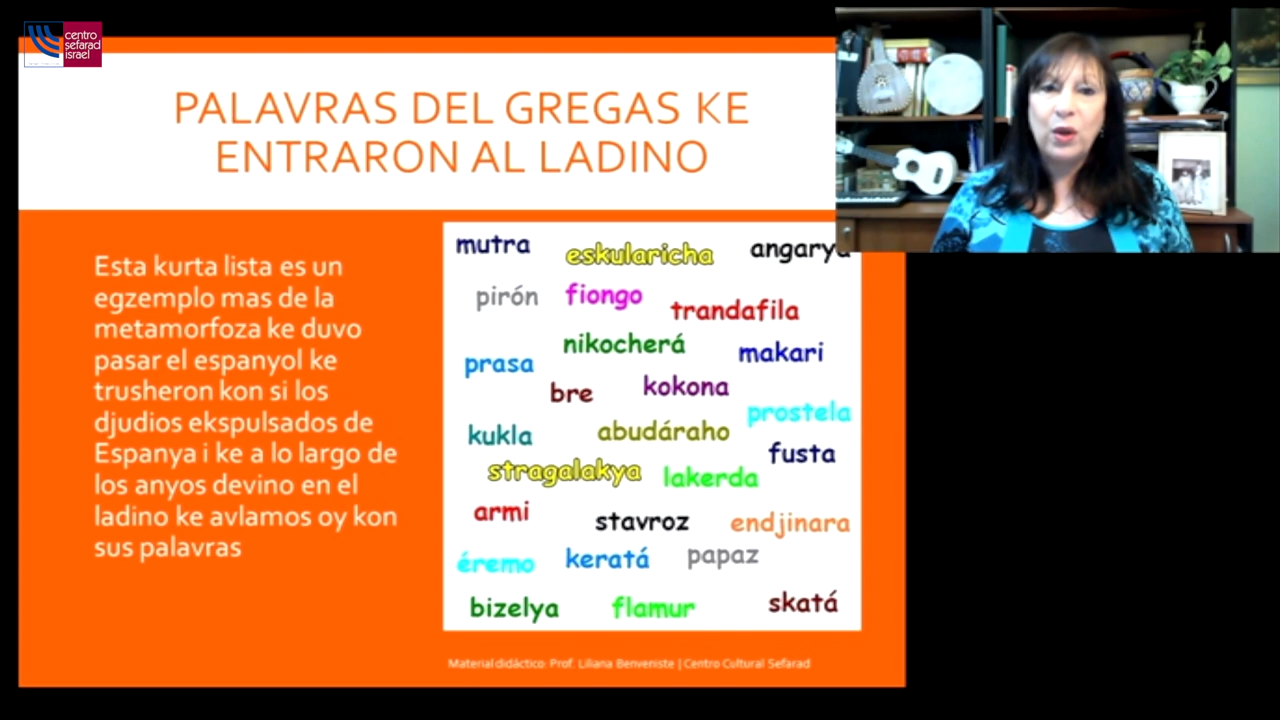 centro
sefarad
israel
PALAVRAS DEL GREGAS KE
ENTRARON AL LADINO
Esta kurta lista es un
egzemplo mas de la
metamorfoza ke duvo
pasar el espanyol ke
trusheron kon si los
djudios ekspulsados de
Espanya i ke a lo largo de
los anyos devino en el
ladino ke avlamos oy kon
sus palavras
mutra eskularicha angarya
pirón fiongo trandafila
nikocherá makari
prasa
bre kokona
prostela
kukla abudáraho
fusta
stragalakya lakerda
armi stavroz endjinara
éremo keratá papaz
bizelya flamur skatá
Material didáctico: Prof. Liliana Benveniste | Centro Cultural Sefarad